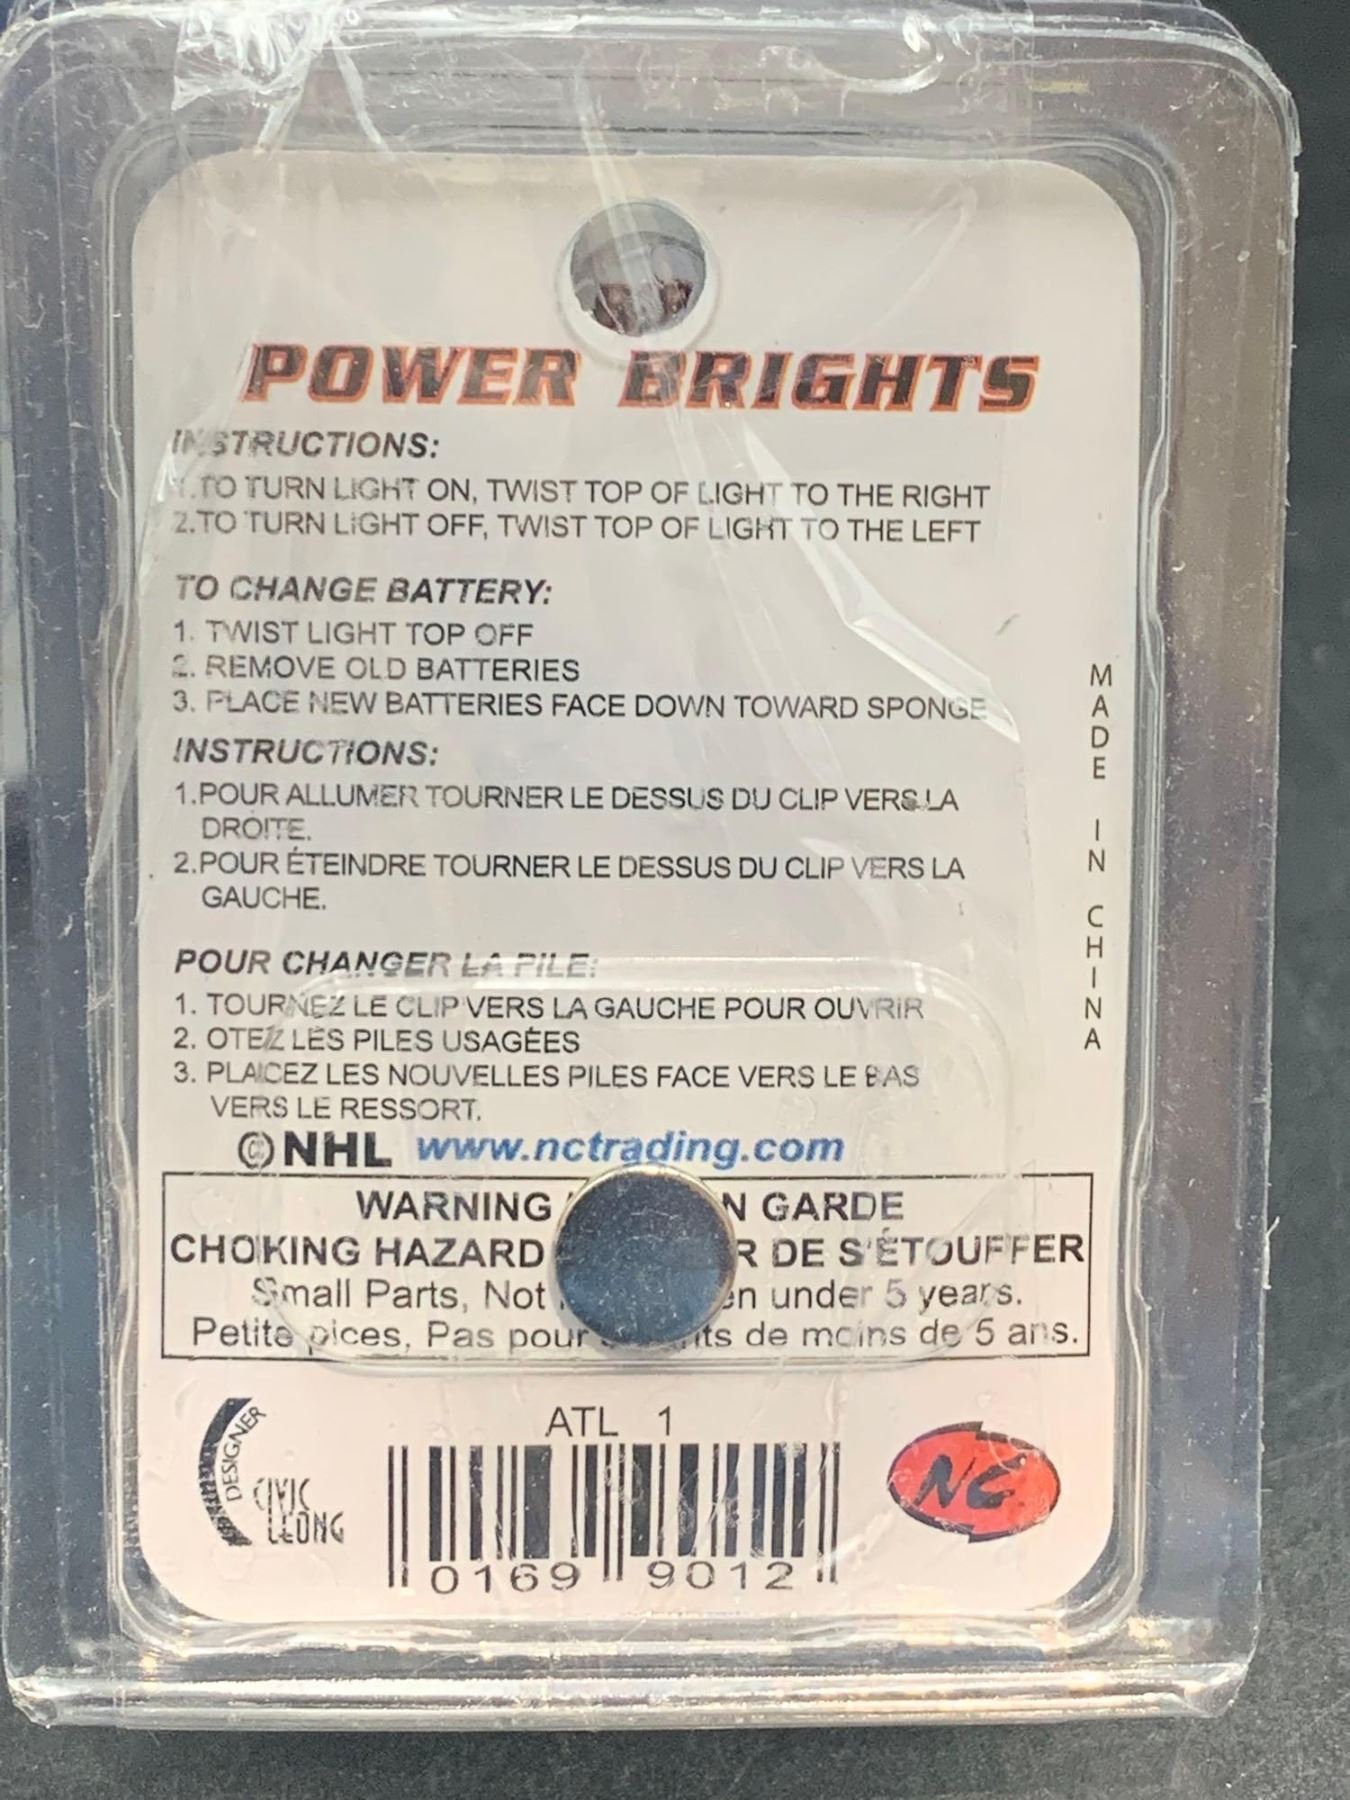 POWER BRIGHTS
INSTRUCTIONS:
1.TO TURN LIGHT ON, TWIST TOP OF LIGHT TO THE RIGHT
2.TO TURN LIGHT OFF, TWIST TOP OF LIGHT TO THE LEFT
TO CHANGE BATTERY:
1. TWIST LIGHT TOP OFF
2. REMOVE OLD BATTERIES
3. PLACE NEW BATTERIES FACE DOWN TOWARD SPONGE
INSTRUCTIONS:
1.POUR ALLUMER TOURNER LE DESSUS DU CLIP VERS LA
DROITE.
2.POUR ÉTEINDRE TOURNER LE DESSUS DU CLIP VERS LA
GAUCHE.
POUR CHANGER LA PILE:
1. TOURNEZ LE CLIP VERS LA GAUCHE POUR OUVRIR
2. OTEZ LES PILES USAGÉES
3. PLAICEZ LES NOUVELLES PILES FACE VERS LE BAS
VERS LE RESSORT.
©NHL www.nctrading.com
WARNING GARDE
CHOKING HAZARD DE S'ÉTOUFFER
Small Parts, Not under 5 years.
Petite pices, Pas pour de moins de 5 ans.
MADE IN CHINA
ATL 1
DESIGNER
CIVIC
LEONG
0169 9012
NC